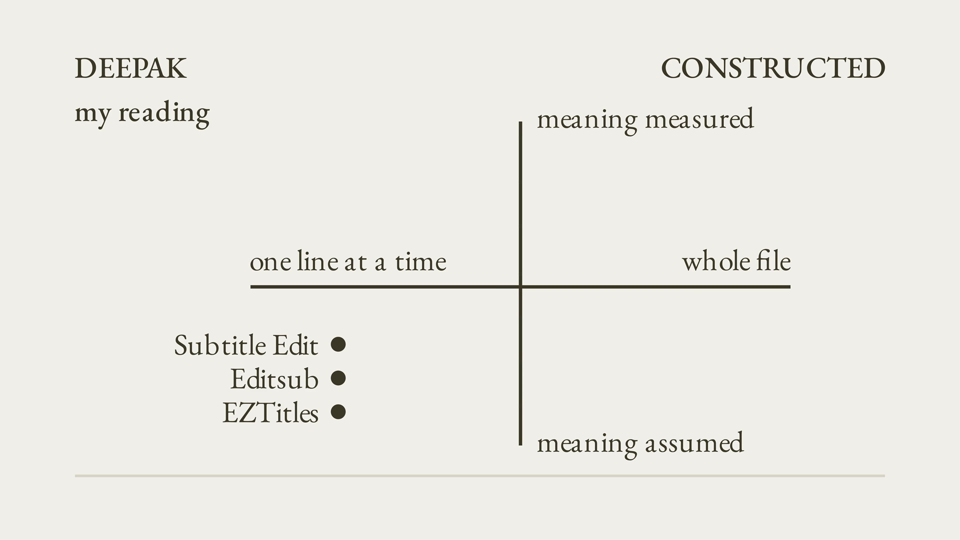 DEEPAK
CONSTRUCTED
my reading
meaning measured
one line at a time
whole file
Subtitle Edit
Editsub
EZTitles
meaning assumed